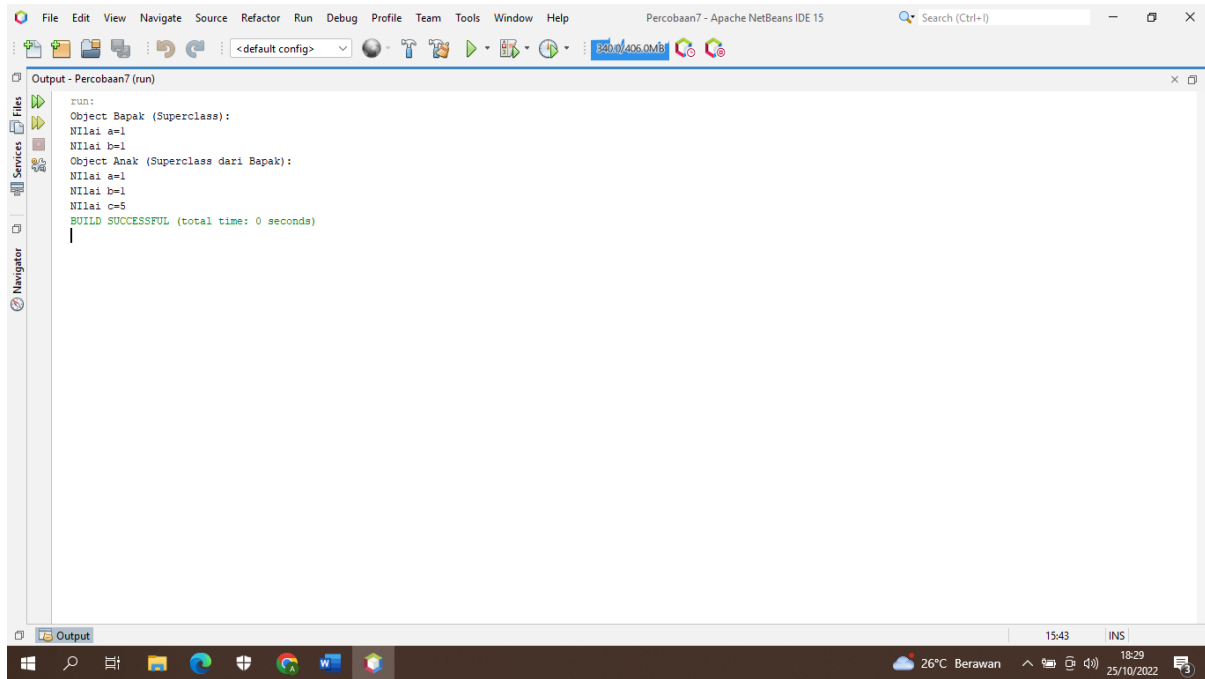 File Edit View Navigate Source Refactor Run Debug Profile Team Tools Window Help Percobaan7 - Apache NetBeans IDE 15 Search (Ctrl+I)
<default config> 340.0/406.0MB
Output - Percobaan7 (run)
Files
Services
Navigator
run:
Object Bapak (Superclass):
NIlai a=1
NIlai b=1
Object Anak (Superclass dari Bapak):
NIlai a=1
NIlai b=1
NIlai c=5
BUILD SUCCESSFUL (total time: 0 seconds)
Output 15:43 INS
26°C Berawan 18:29
25/10/2022 3